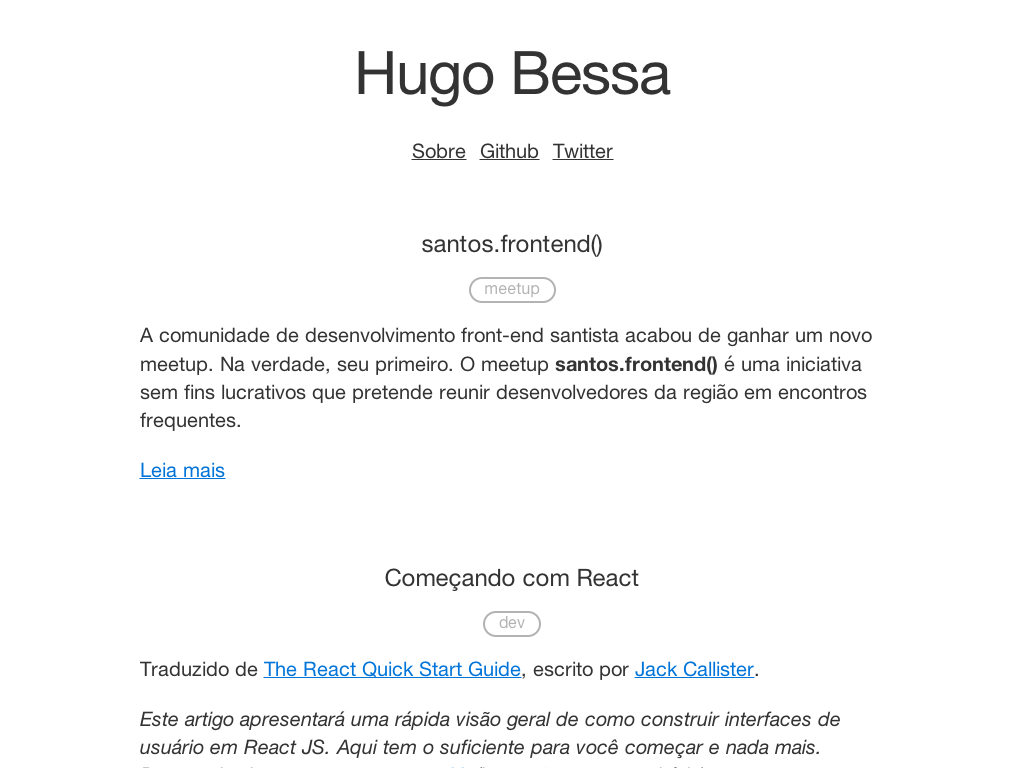 Hugo Bessa
Sobre Github Twitter
santos.frontend()
meetup
A comunidade de desenvolvimento front-end santista acabou de ganhar um novo
meetup. Na verdade, seu primeiro. O meetup santos.frontend() é uma iniciativa
sem fins lucrativos que pretende reunir desenvolvedores da região em encontros
frequentes.
Leia mais
Começando com React
dev
Traduzido de The React Quick Start Guide, escrito por Jack Callister.
Este artigo apresentará uma rápida visão geral de como construir interfaces de
usuário em React JS. Aqui tem o suficiente para você começar e nada mais.